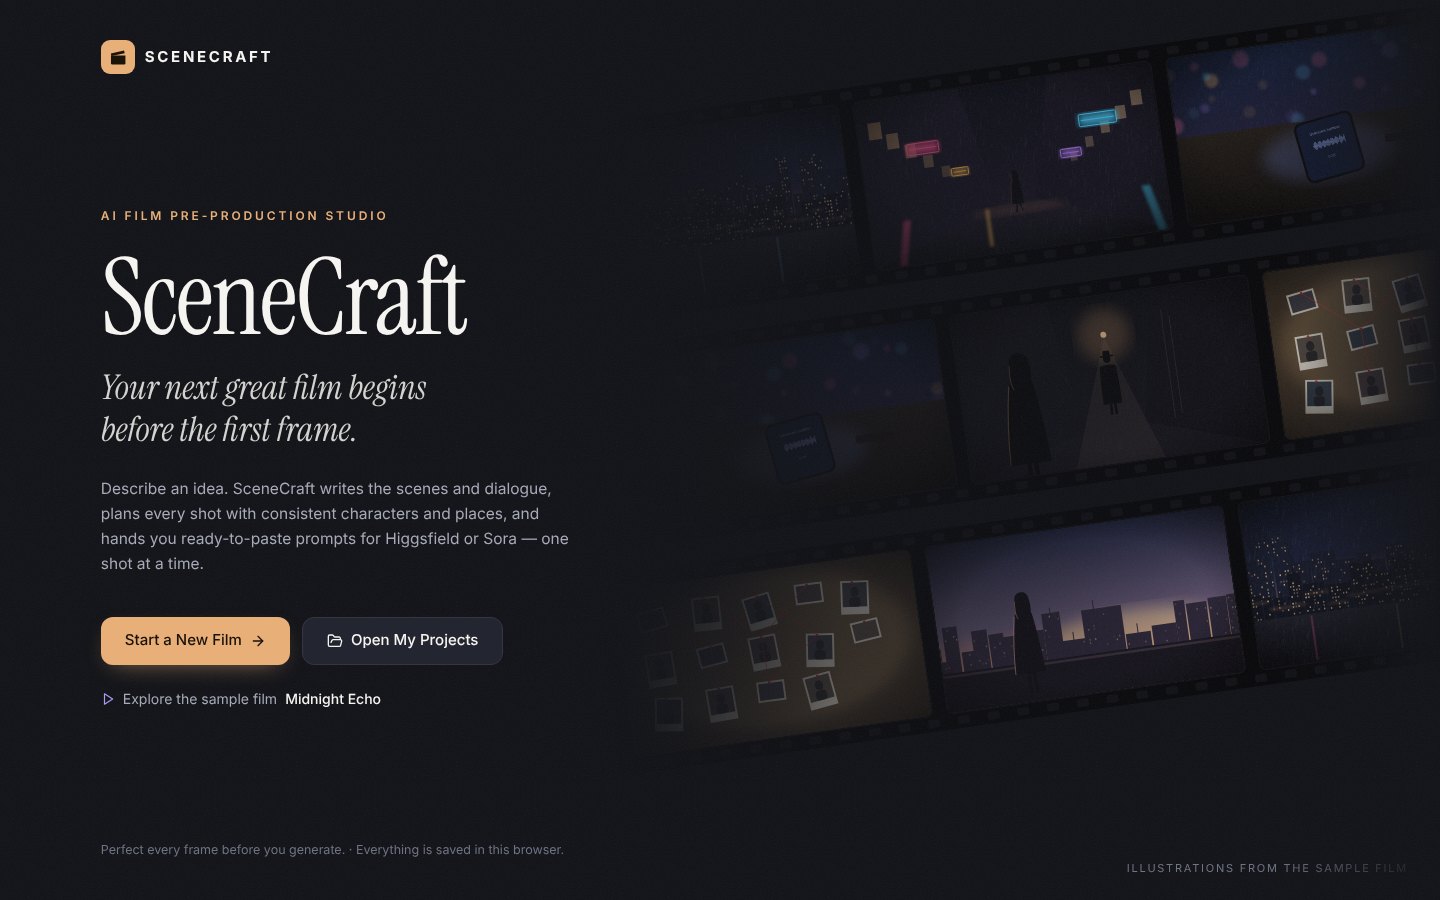 SCENECRAFT
AI FILM PRE-PRODUCTION STUDIO
SceneCraft
Your next great film begins
before the first frame.
Describe an idea. SceneCraft writes the scenes and dialogue,
plans every shot with consistent characters and places, and
hands you ready-to-paste prompts for Higgsfield or Sora — one
shot at a time.
Start a New Film
Open My Projects
Explore the sample film Midnight Echo
Perfect every frame before you generate. · Everything is saved in this browser.
ILLUSTRATIONS FROM THE SAMPLE FILM